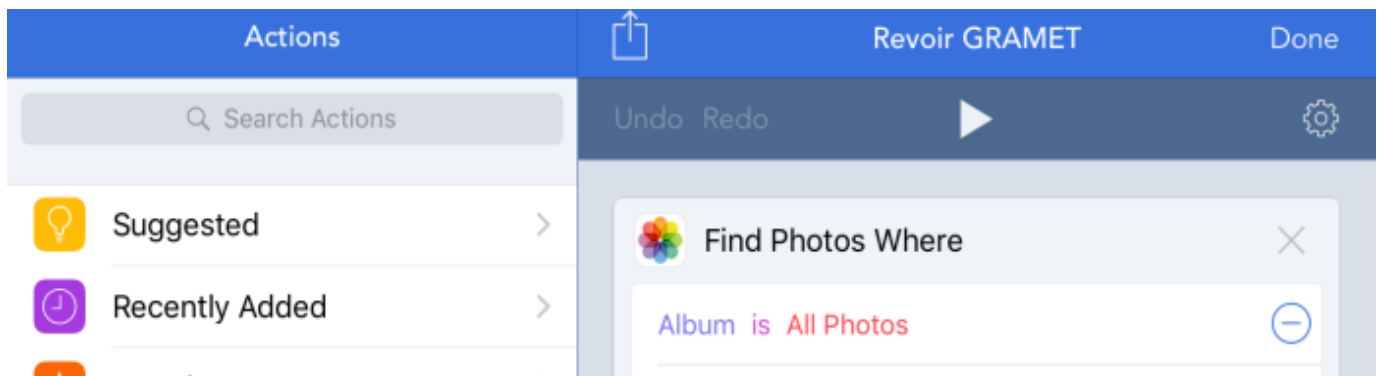 Actions
Search Actions
Suggested
Recently Added
Revoir GRAMET
Done
Undo Redo
Find Photos Where
Album is All Photos